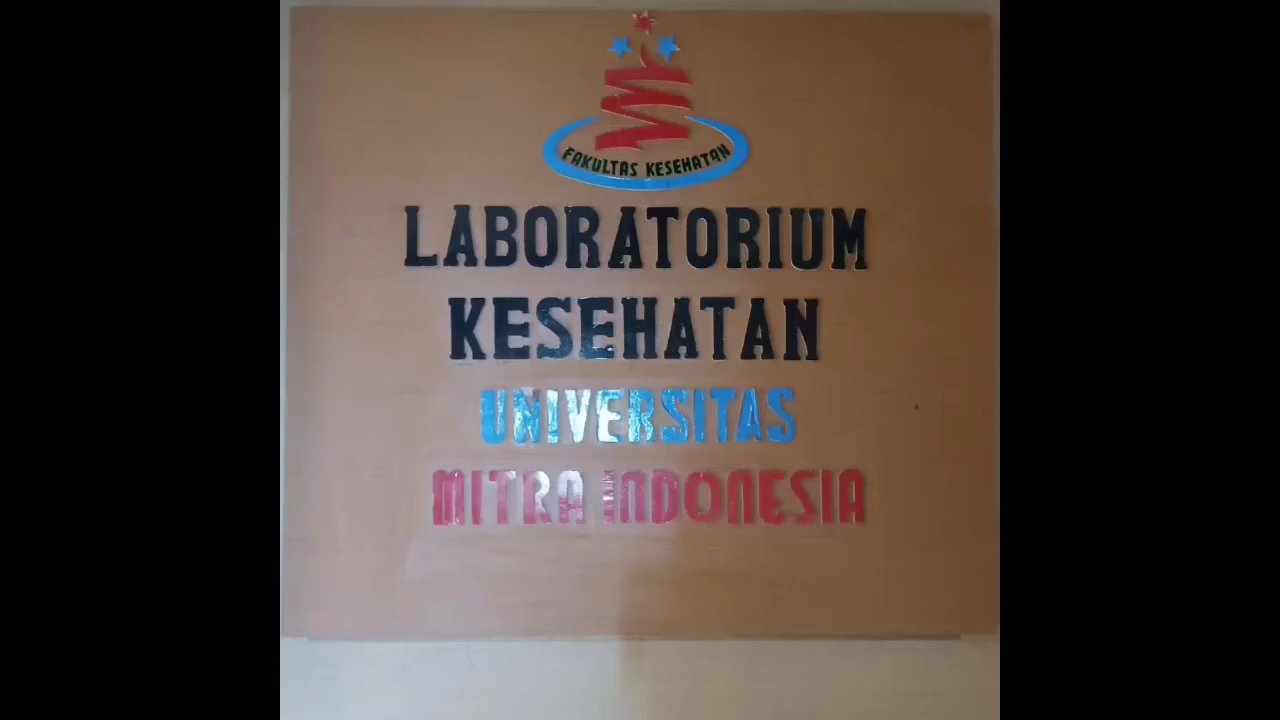 FAKULTAS KESEHATAN
LABORATORIUM
KESEHATAN
UNIVERSITAS
MITRA INDONESIA